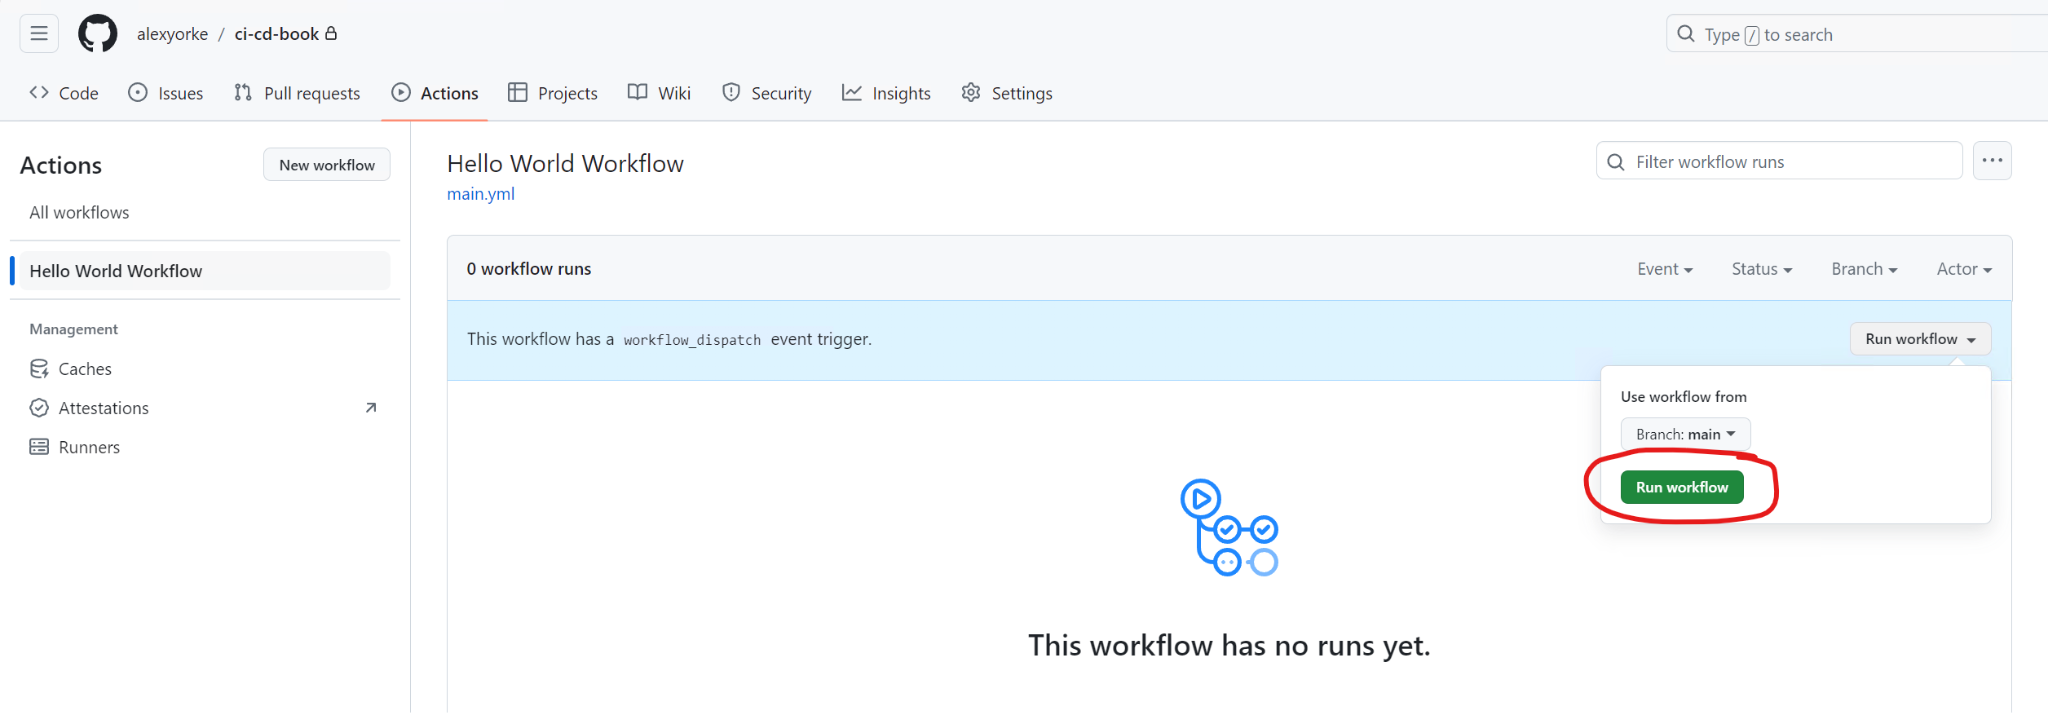 alexyorke / ci-cd-book
Type / to search
Code Issues Pull requests Actions Projects Wiki Security Insights Settings
Actions
New workflow
All workflows
Hello World Workflow
Management
Caches
Attestations
Runners
Hello World Workflow
main.yml
Filter workflow runs
0 workflow runs
Event Status Branch Actor
This workflow has a workflow_dispatch event trigger.
Run workflow
Use workflow from
Branch: main
Run workflow
This workflow has no runs yet.